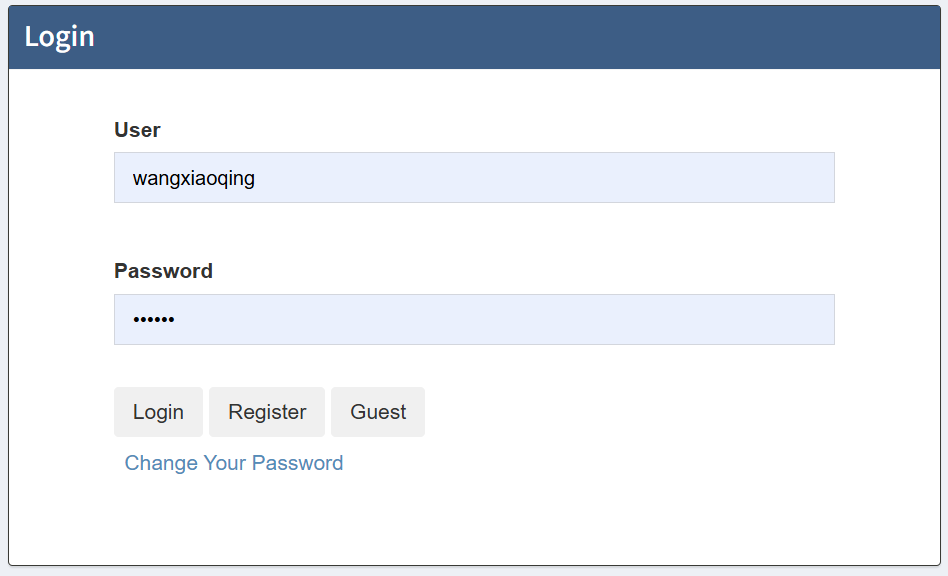 Login
User
wangxiaoqing
Password
••••••
Login Register Guest
Change Your Password